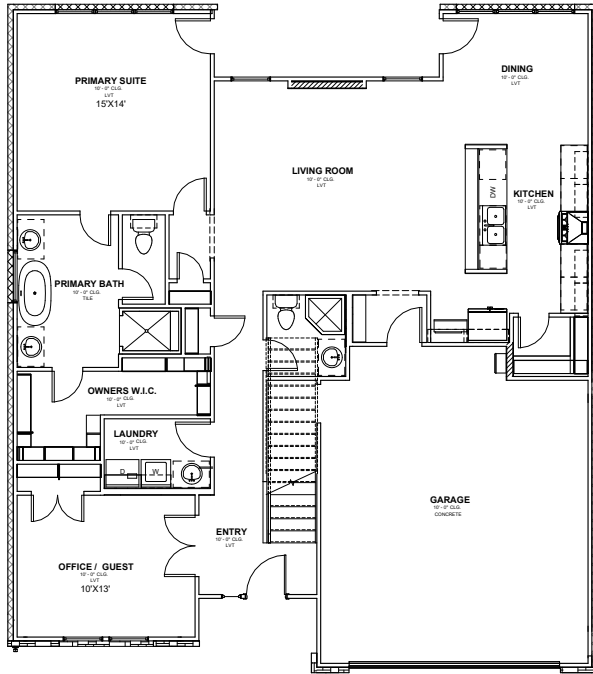 PRIMARY SUITE
10' - 0" CLG.
LVT
15'X14'
DINING
10' - 0" CLG.
LVT
LIVING ROOM
10' - 0" CLG.
LVT
DW
KITCHEN
10' - 0" CLG.
LVT
PRIMARY BATH
10' - 0" CLG.
TILE
OWNERS W.I.C.
10' - 0" CLG.
LVT
LAUNDRY
10' - 0" CLG.
LVT
D
W
ENTRY
10' - 0" CLG.
LVT
GARAGE
10' - 0" CLG.
CONCRETE
OFFICE / GUEST
10' - 0" CLG.
LVT
10'X13'